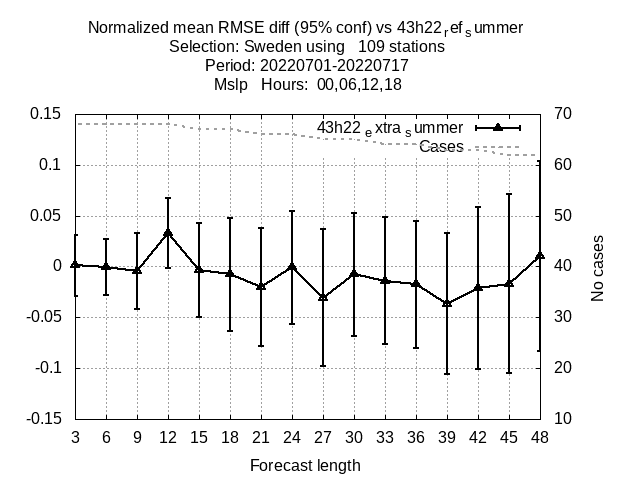 Normalized mean RMSE diff (95% conf) vs 43h22refsummer
Selection: Sweden using 109 stations
Period: 20220701-20220717
Mslp Hours: 00,06,12,18
0.15 70
43h22 extrasummer
Cases
0.1 60
0.05 50
0 40
-0.05 30
-0.1 20
-0.15 10
No cases
3 6 9 12 15 18 21 24 27 30 33 36 39 42 45 48
Forecast length